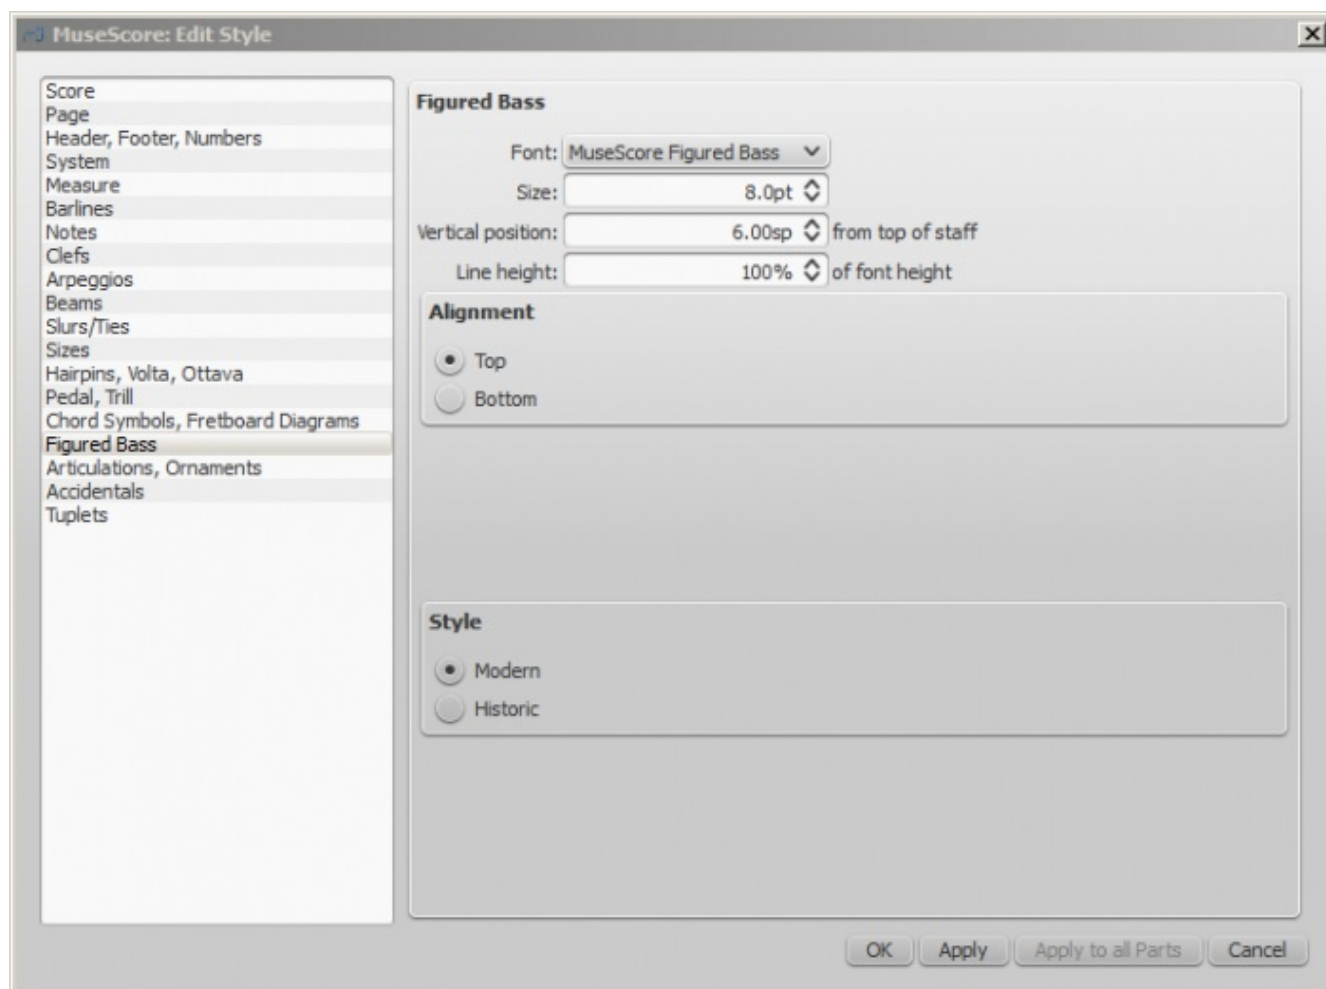 MuseScore: Edit Style
Score
Page
Header, Footer, Numbers
System
Measure
Barlines
Notes
Clefs
Arpeggios
Beams
Slurs/Ties
Sizes
Hairpins, Volta, Ottava
Pedal, Trill
Chord Symbols, Fretboard Diagrams
Figured Bass
Articulations, Ornaments
Accidentals
Tuplets
Figured Bass
Font: MuseScore Figured Bass
Size: 8.0pt
Vertical position: 6.00sp from top of staff
Line height: 100% of font height
Alignment
Top
Bottom
Style
Modern
Historic
OK Apply Apply to all Parts Cancel